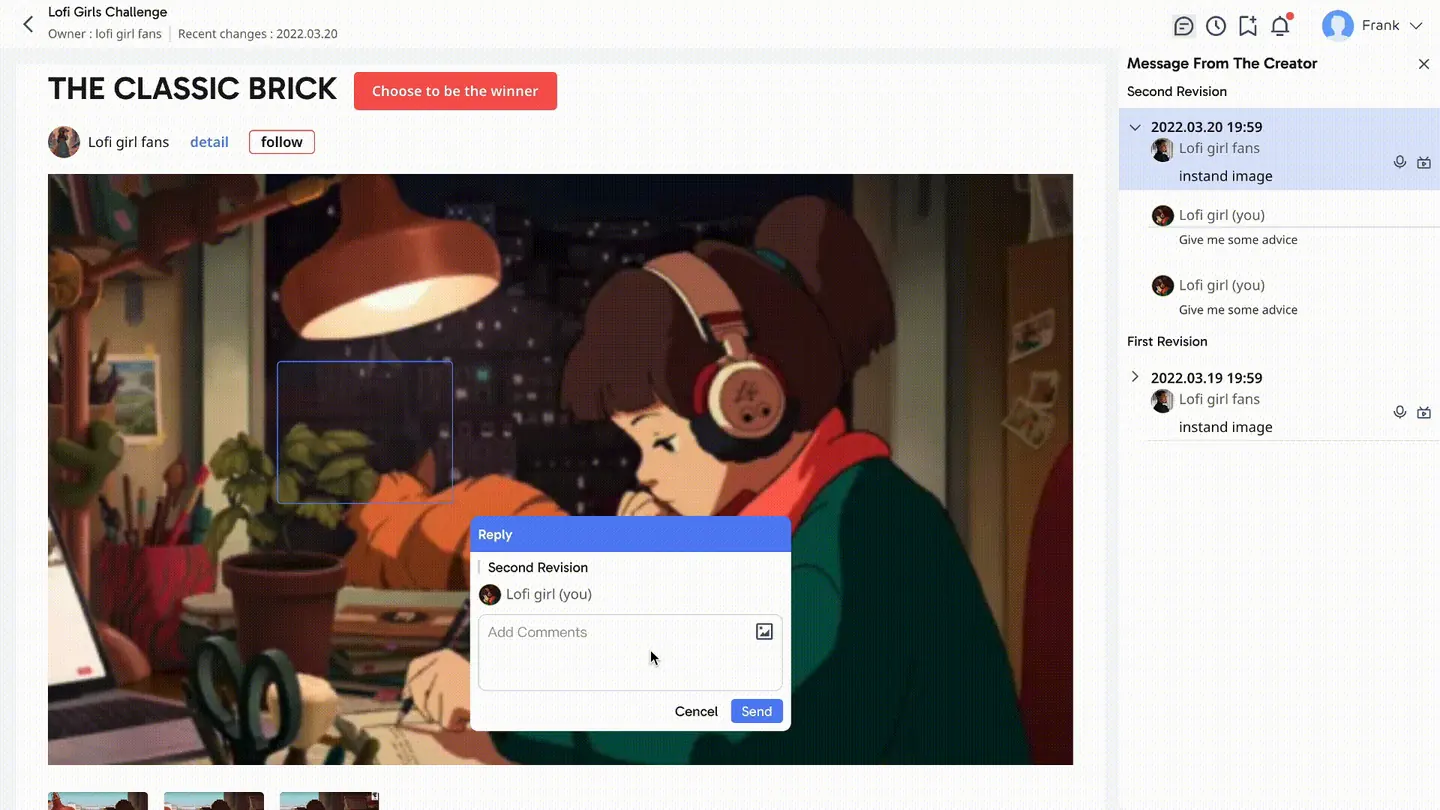 Lofi Girls Challenge
Owner : lofi girl fans Recent changes : 2022.03.20
Frank
THE CLASSIC BRICK
Choose to be the winner
Lofi girl fans detail follow
Message From The Creator
Second Revision
2022.03.20 19:59
Lofi girl fans
instand image
Lofi girl (you)
Give me some advice
Lofi girl (you)
Give me some advice
First Revision
2022.03.19 19:59
Lofi girl fans
instand image
Reply
Second Revision
Lofi girl (you)
Add Comments
Cancel Send